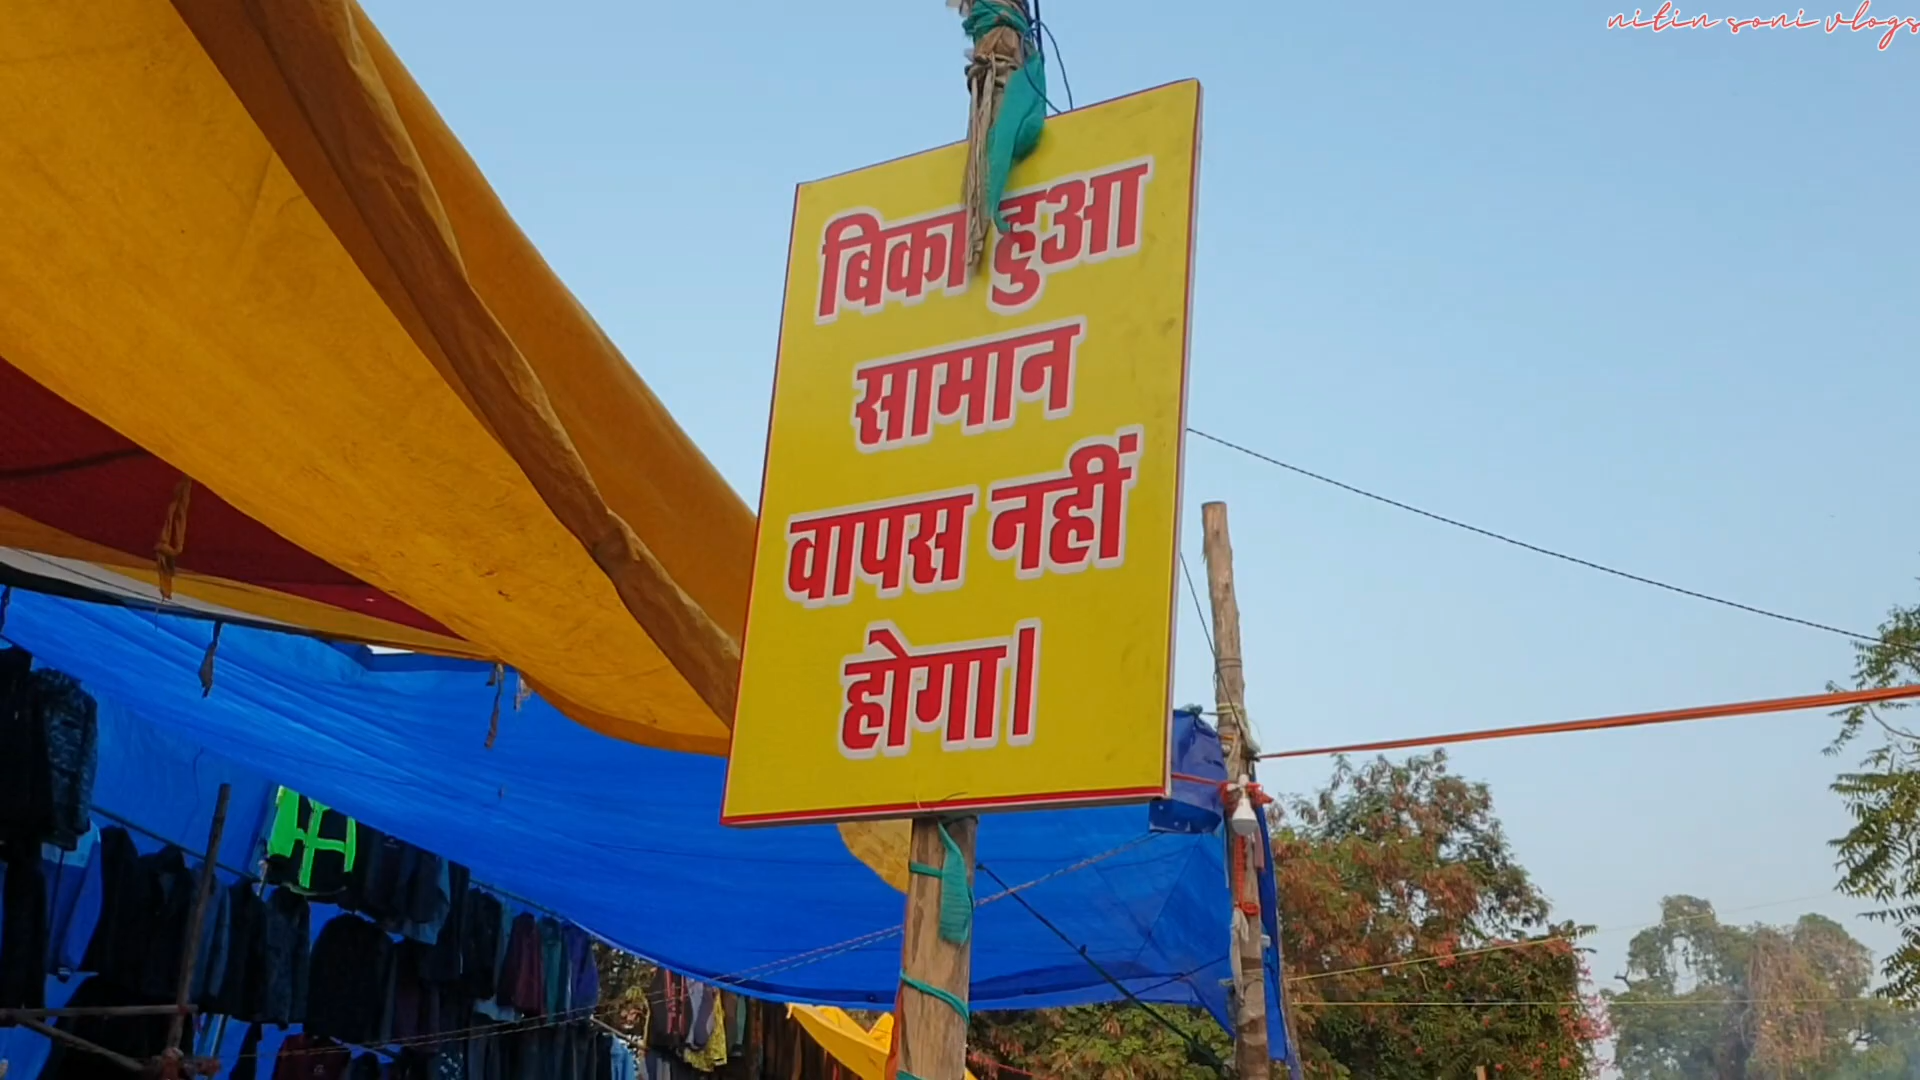 nitin soni vlogs
बिका हुआ
सामान
वापस नहीं
होगा।